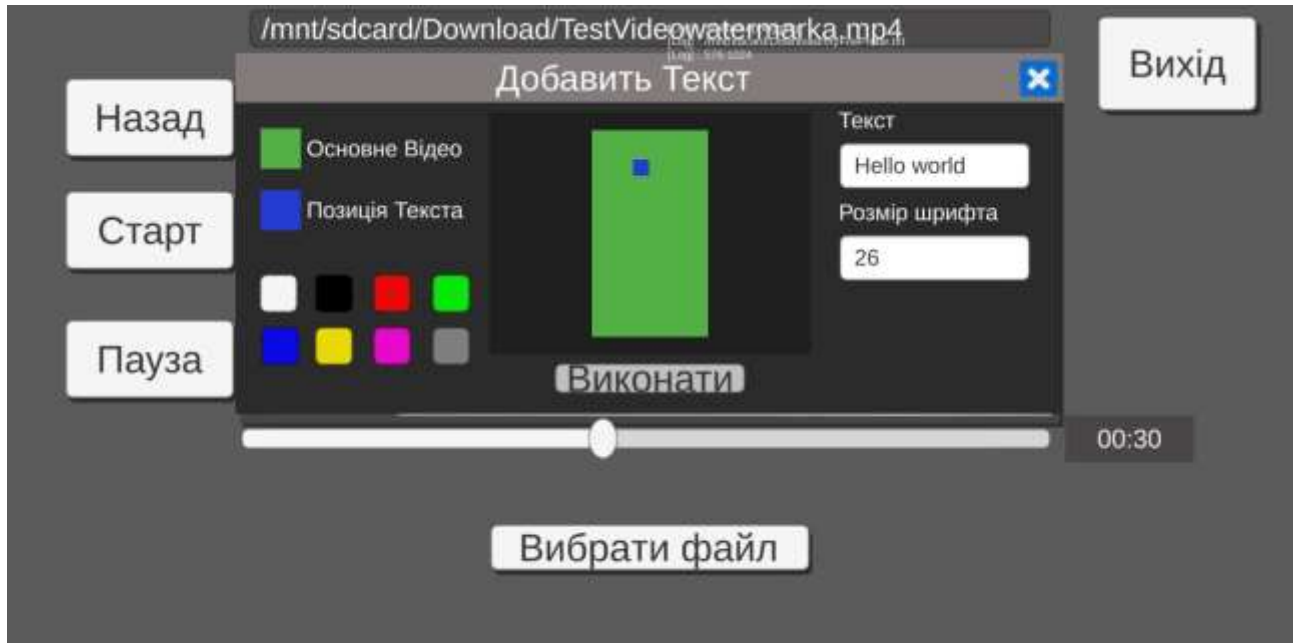 /mnt/sdcard/Download/TestVideowatermarka.mp4
Добавить Текст
Вихід
Назад
Старт
Пауза
Основне Відео
Позиція Текста
Текст
Hello world
Розмір шрифта
26
Виконати
00:30
Вибрати файл